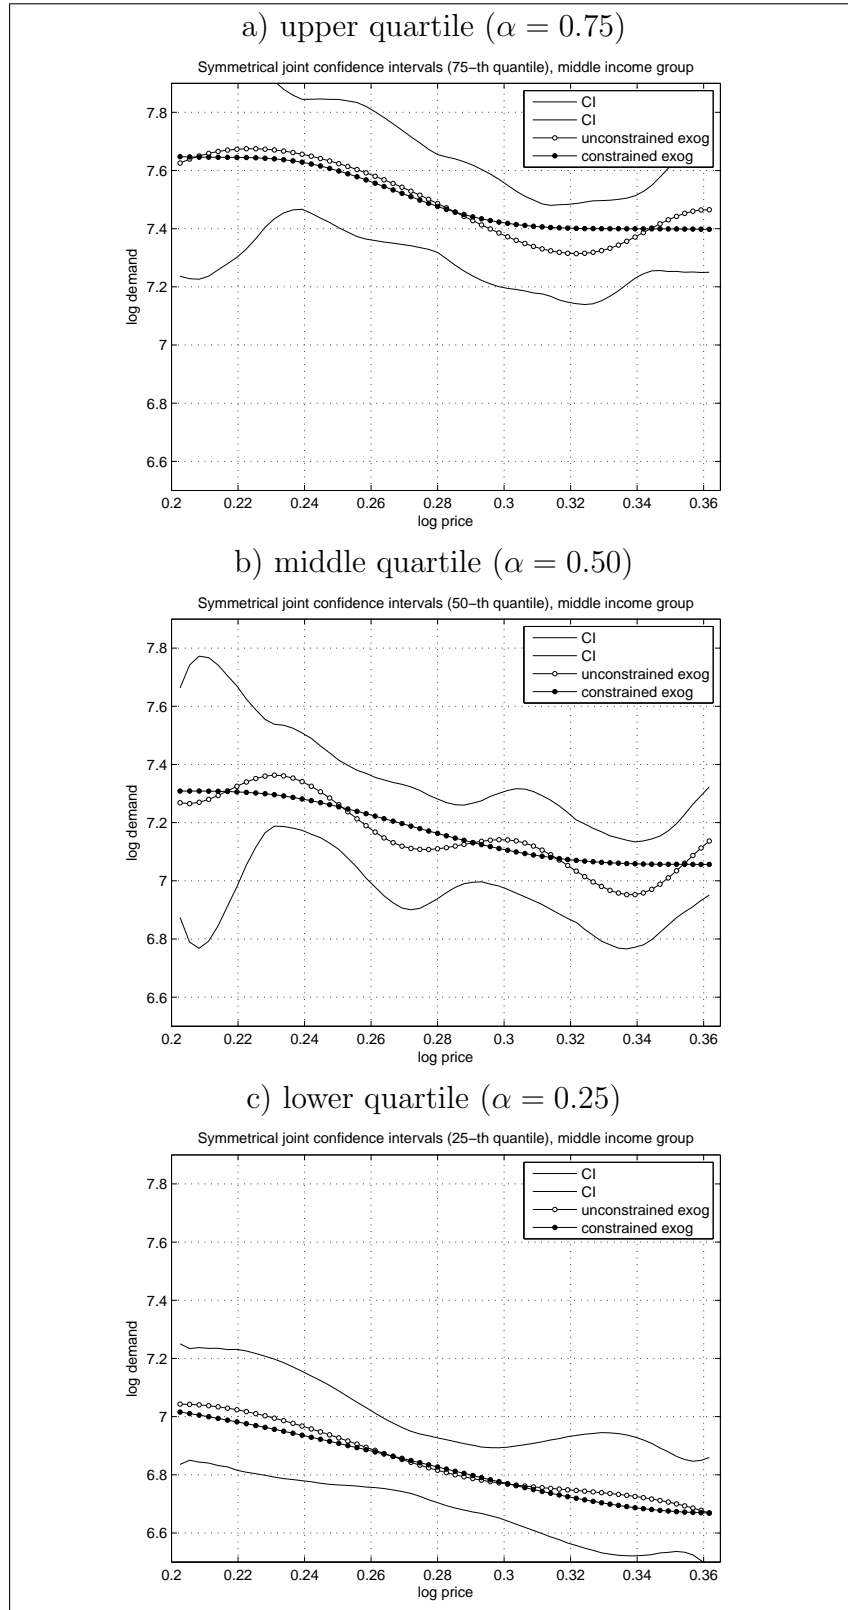 a) upper quartile (α = 0.75)
Symmetrical joint confidence intervals (75−th quantile), middle income group
CI
CI
unconstrained exog
constrained exog
7.8
7.6
7.4
7.2
7
6.8
6.6
log demand
0.2 0.22 0.24 0.26 0.28 0.3 0.32 0.34 0.36
log price
b) middle quartile (α = 0.50)
Symmetrical joint confidence intervals (50−th quantile), middle income group
CI
CI
unconstrained exog
constrained exog
7.8
7.6
7.4
7.2
7
6.8
6.6
log demand
0.2 0.22 0.24 0.26 0.28 0.3 0.32 0.34 0.36
log price
c) lower quartile (α = 0.25)
Symmetrical joint confidence intervals (25−th quantile), middle income group
CI
CI
unconstrained exog
constrained exog
7.8
7.6
7.4
7.2
7
6.8
6.6
log demand
0.2 0.22 0.24 0.26 0.28 0.3 0.32 0.34 0.36
log price